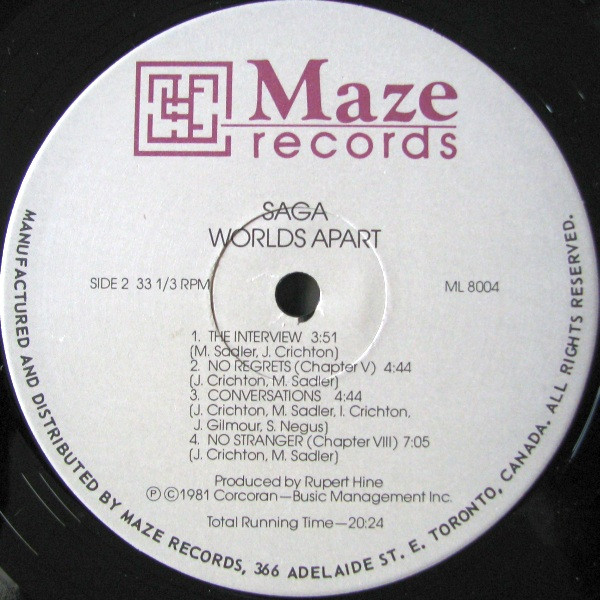 Maze
records
SAGA
WORLDS APART
SIDE 2 33 1/3 RPM
ML 8004
1. THE INTERVIEW 3:51
(M. Sadler, J. Crichton)
2. NO REGRETS (Chapter V) 4:44
(J. Crichton, M. Sadler)
3. CONVERSATIONS 4:44
(J. Crichton, M. Sadler, I. Crichton,
J. Gilmour, S. Negus)
4. NO STRANGER (Chapter VIII) 7:05
(J. Crichton, M. Sadler)
Produced by Rupert Hine
Ⓟ ©1981 Corcoran—Busic Management Inc.
Total Running Time—20:24
MANUFACTURED AND DISTRIBUTED BY MAZE RECORDS, 366 ADELAIDE ST. E. TORONTO, CANADA. ALL RIGHTS RESERVED.